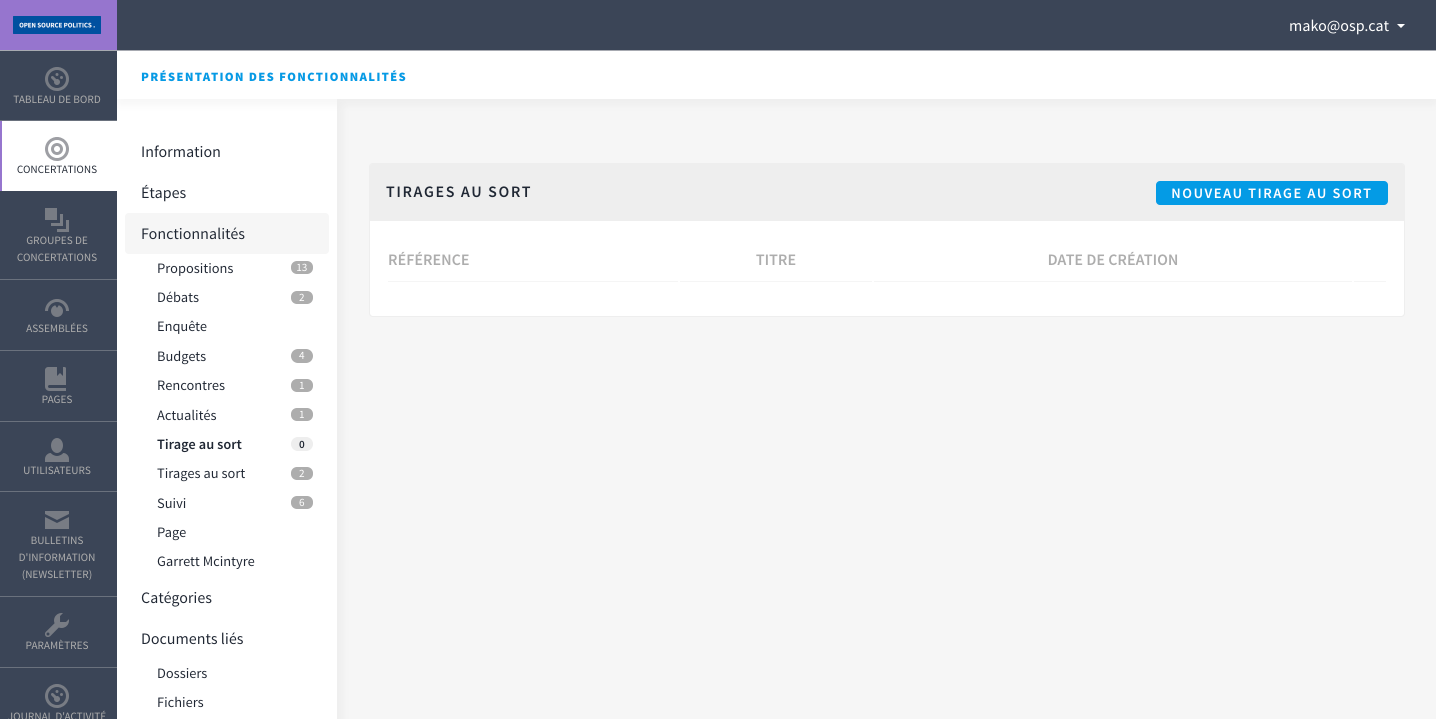 OPEN SOURCE POLITICS .
mako@osp.cat
TABLEAU DE BORD
CONCERTATIONS
GROUPES DE
CONCERTATIONS
ASSEMBLÉES
PAGES
UTILISATEURS
BULLETINS
D'INFORMATION
(NEWSLETTER)
PARAMÈTRES
JOURNAL D'ACTIVITÉ
PRÉSENTATION DES FONCTIONNALITÉS
Information
Étapes
Fonctionnalités
Propositions 13
Débats 2
Enquête
Budgets 4
Rencontres 1
Actualités 1
Tirage au sort 0
Tirages au sort 2
Suivi 6
Page
Garrett Mcintyre
Catégories
Documents liés
Dossiers
Fichiers
TIRAGES AU SORT
NOUVEAU TIRAGE AU SORT
RÉFÉRENCE TITRE DATE DE CRÉATION